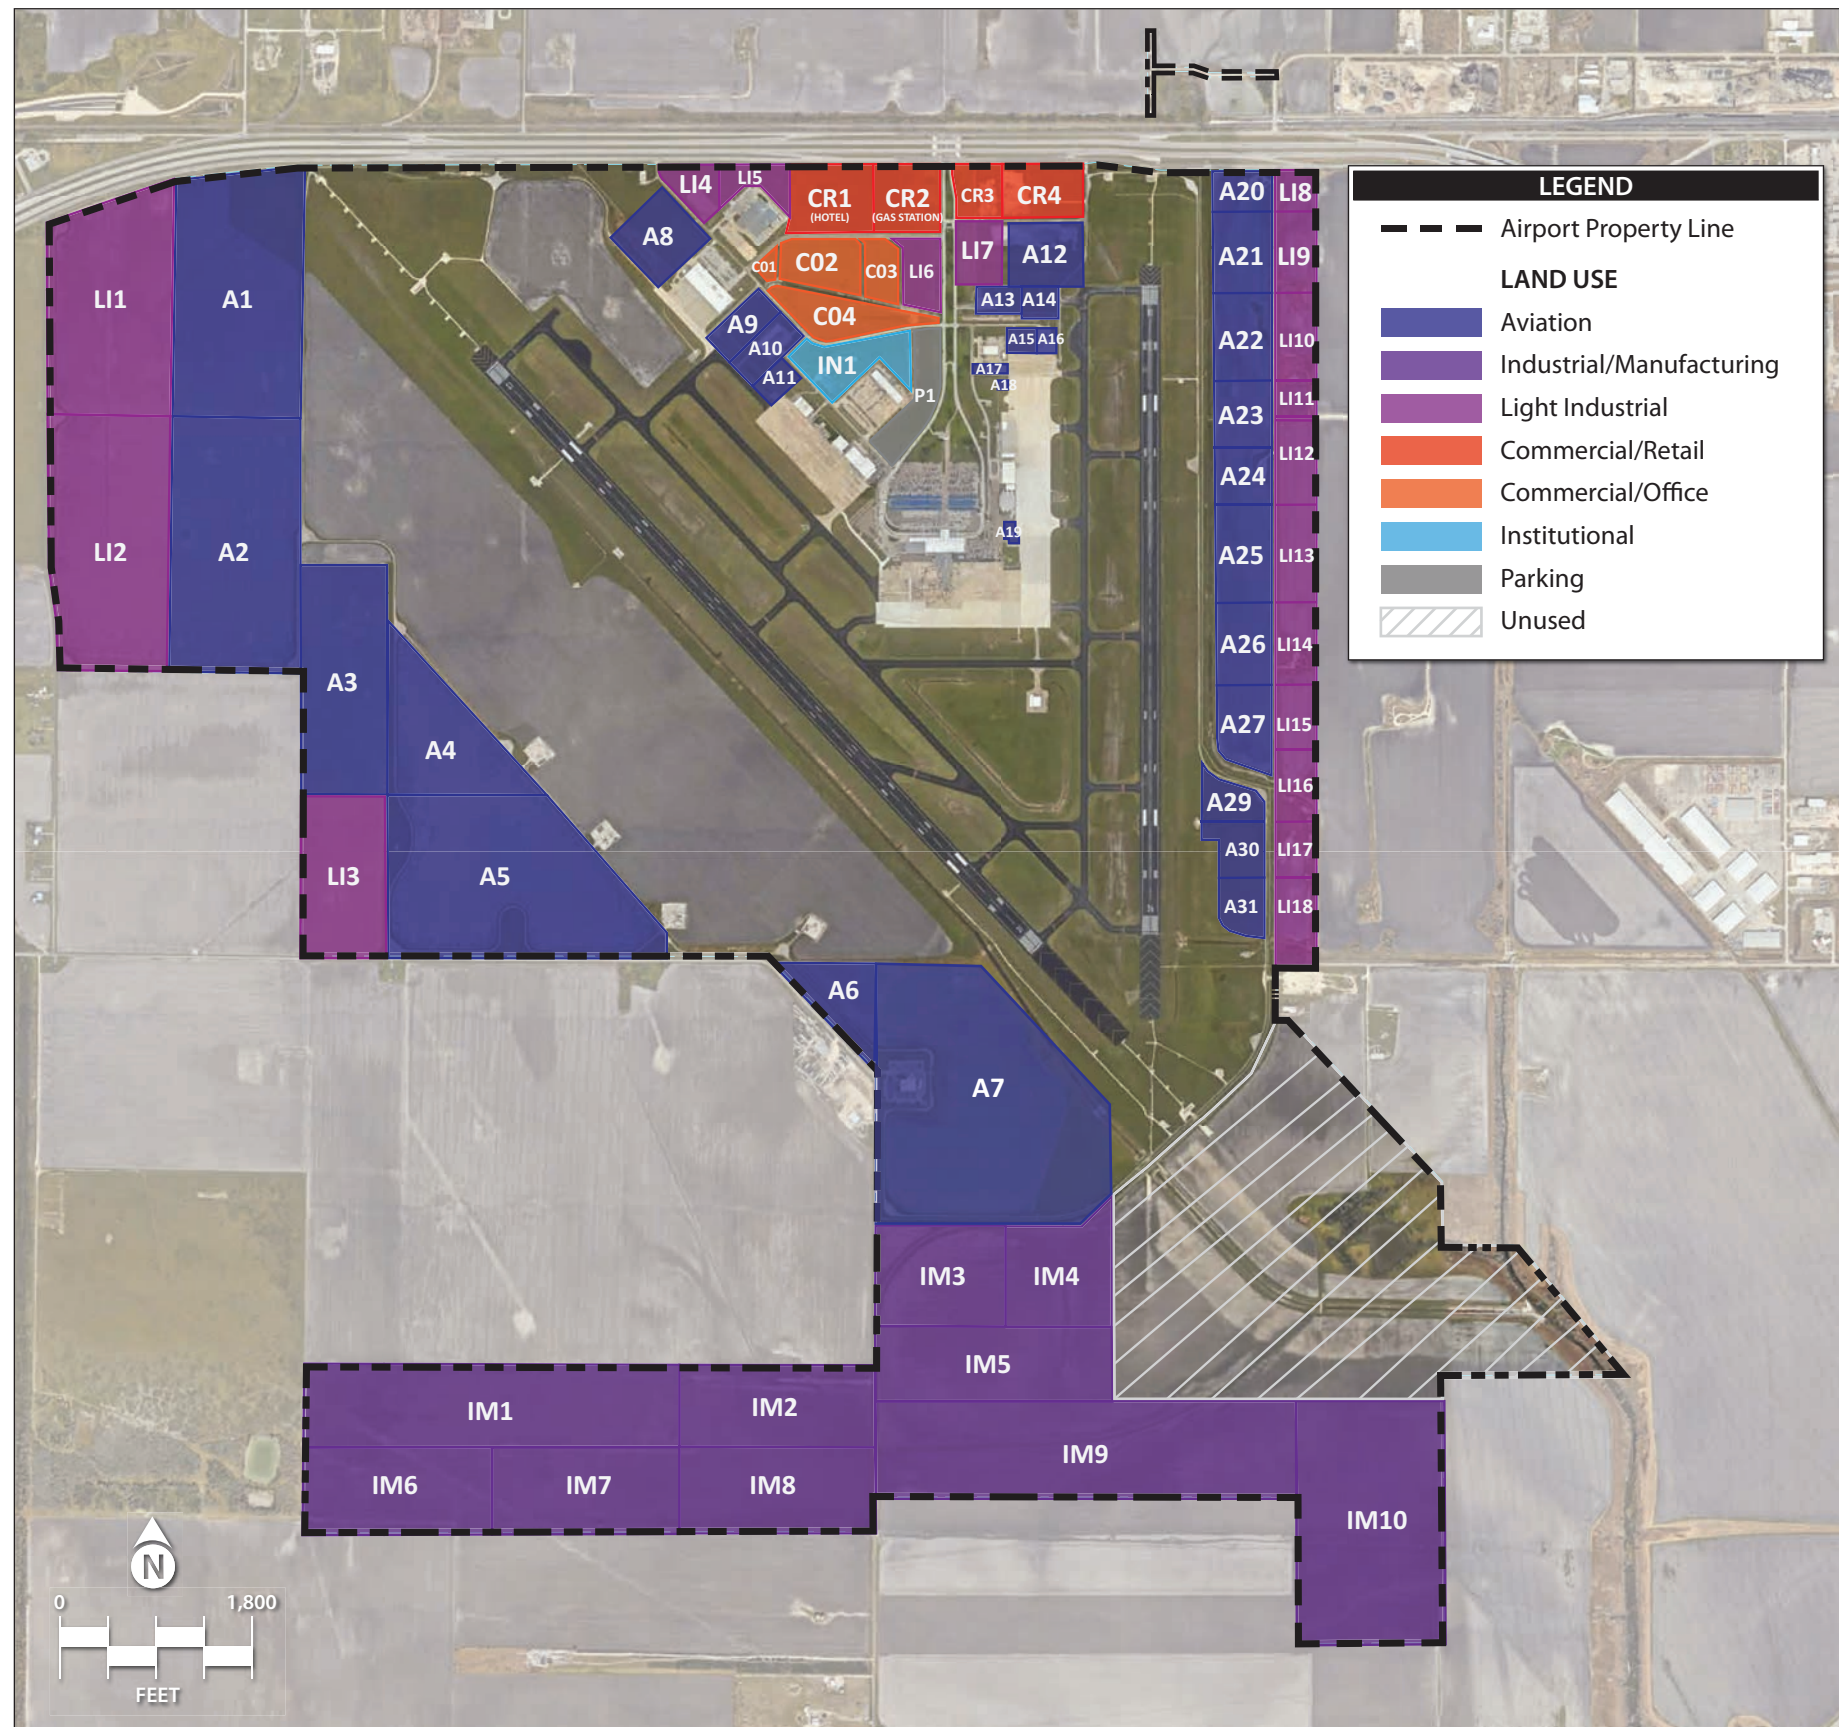 LEGEND
Airport Property Line
LAND USE
Aviation
Industrial/Manufacturing
Light Industrial
Commercial/Retail
Commercial/Office
Institutional
Parking
Unused
LI4
LI5
CR1
(HOTEL)
CR2
(GAS STATION)
CR3
CR4
A20
LI8
A8
C01
C02
C03
LI6
LI7
A12
A21
LI9
LI1
A1
A9
A10
A11
C04
IN1
P1
A13
A14
A15
A16
A17
A18
A22
LI10
A23
LI11
A24
LI12
LI2
A2
A19
A25
LI13
A26
LI14
A3
A4
A27
LI15
LI16
A29
LI3
A5
A30
LI17
A31
LI18
A6
A7
IM3
IM4
IM5
IM1
IM2
IM6
IM7
IM8
IM9
IM10
N
0
1,800
FEET